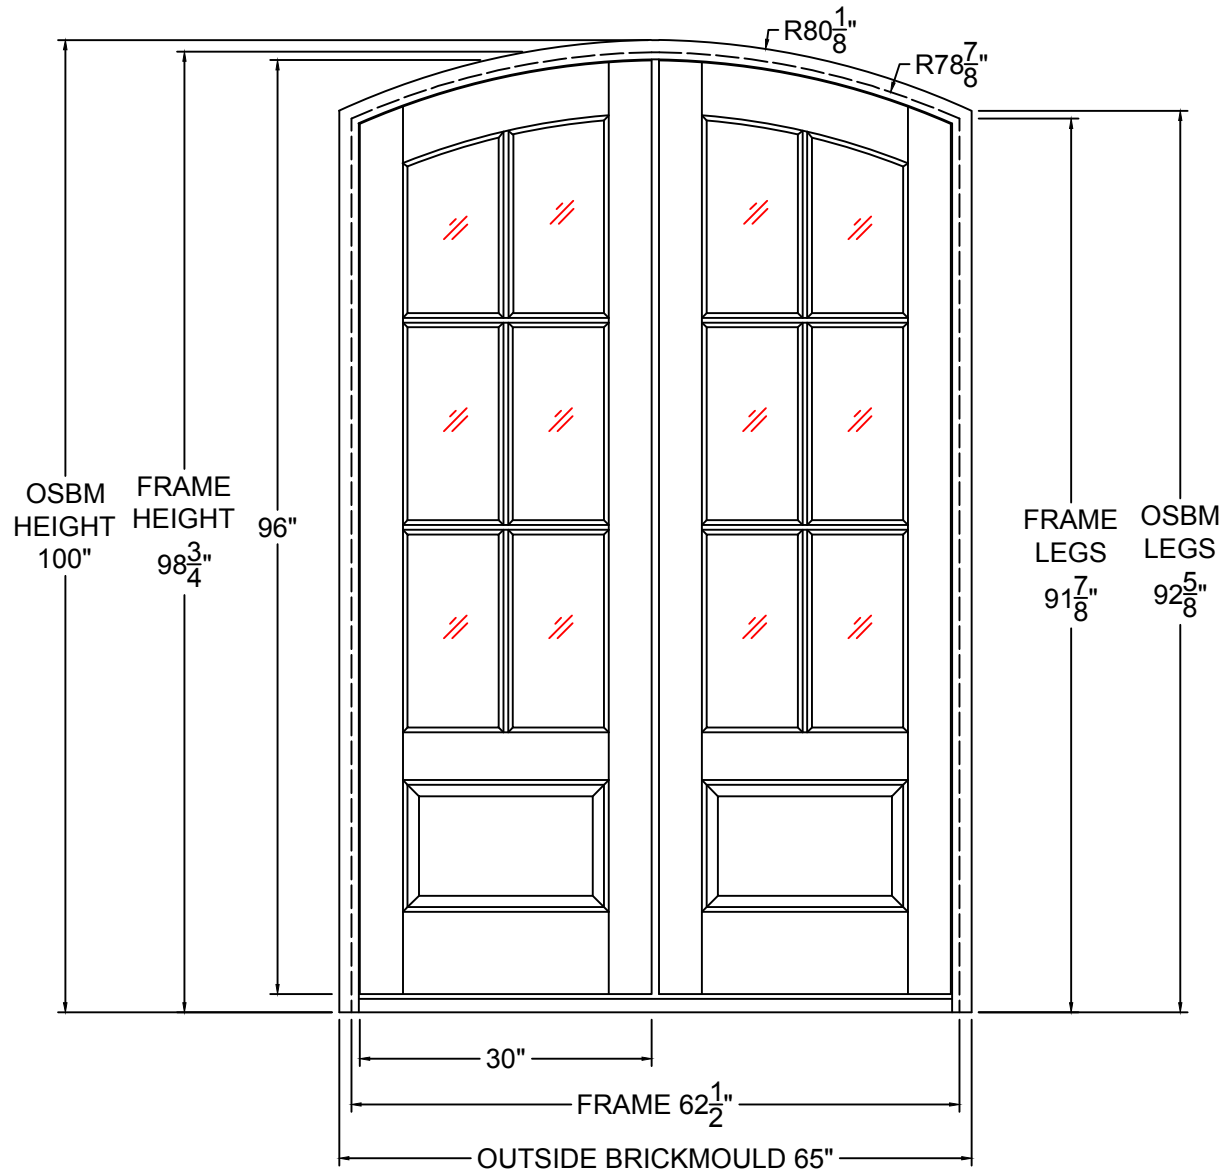 R80 1/8"
R78 7/8"
OSBM
HEIGHT
100"
FRAME
HEIGHT
98 3/4"
96"
FRAME
LEGS
91 7/8"
OSBM
LEGS
92 5/8"
30"
FRAME 62 1/2"
OUTSIDE BRICKMOULD 65"